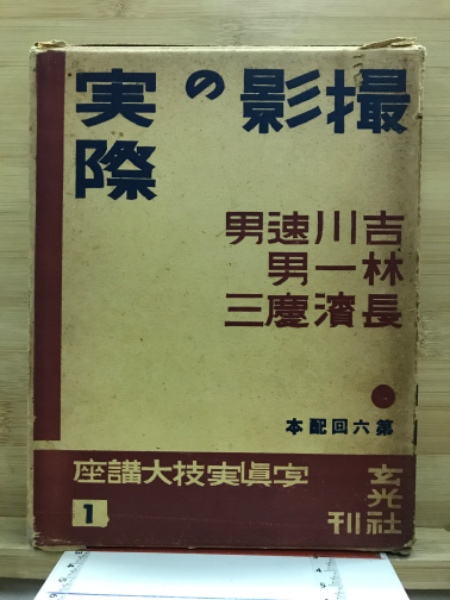 撮影の実
際
吉川速男
林一男
長濱慶三
第六回配本
写眞実技大講座
1
玄光社
刊